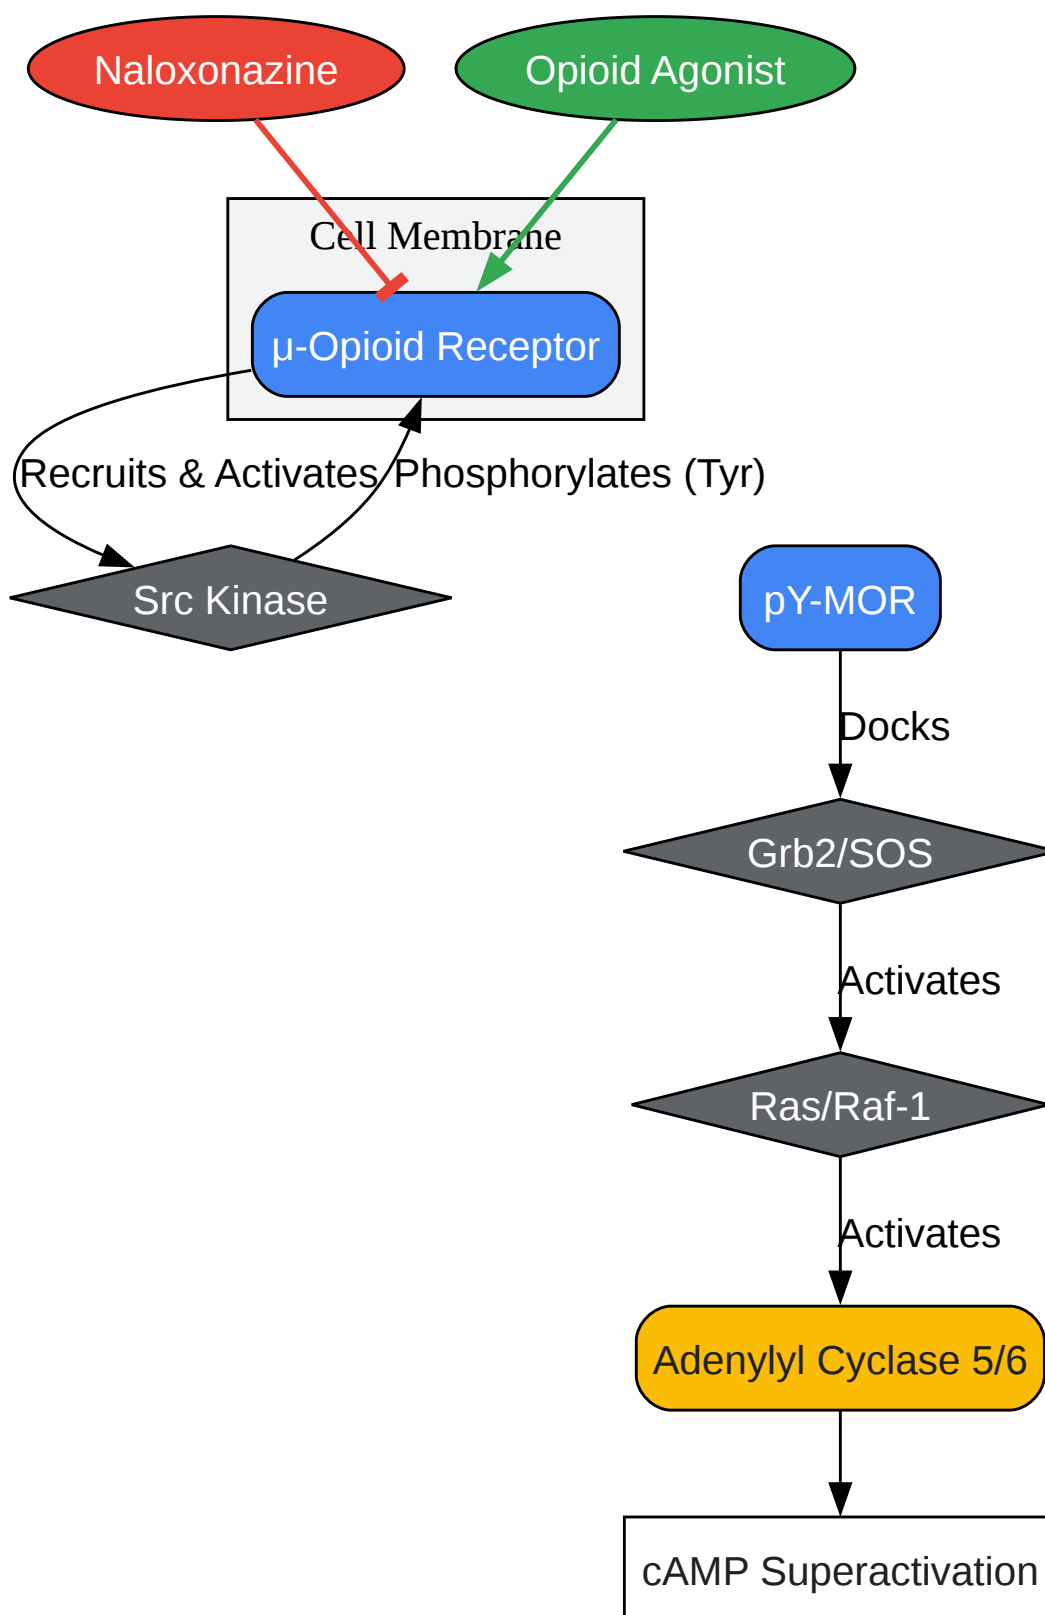 Naloxonazine
Opioid Agonist
Cell Membrane
μ-Opioid Receptor
Recruits & Activates
Phosphorylates (Tyr)
Src Kinase
pY-MOR
Docks
Grb2/SOS
Activates
Ras/Raf-1
Activates
Adenylyl Cyclase 5/6
cAMP Superactivation